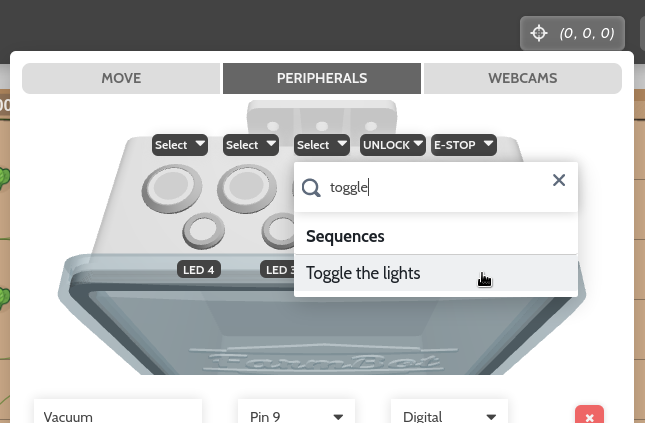 (0, 0, 0)
MOVE
PERIPHERALS
WEBCAMS
Select
Select
Select
UNLOCK
E-STOP
toggle
Sequences
Toggle the lights
LED 4
LED 3
FarmBot
Vacuum
Pin 9
Digital